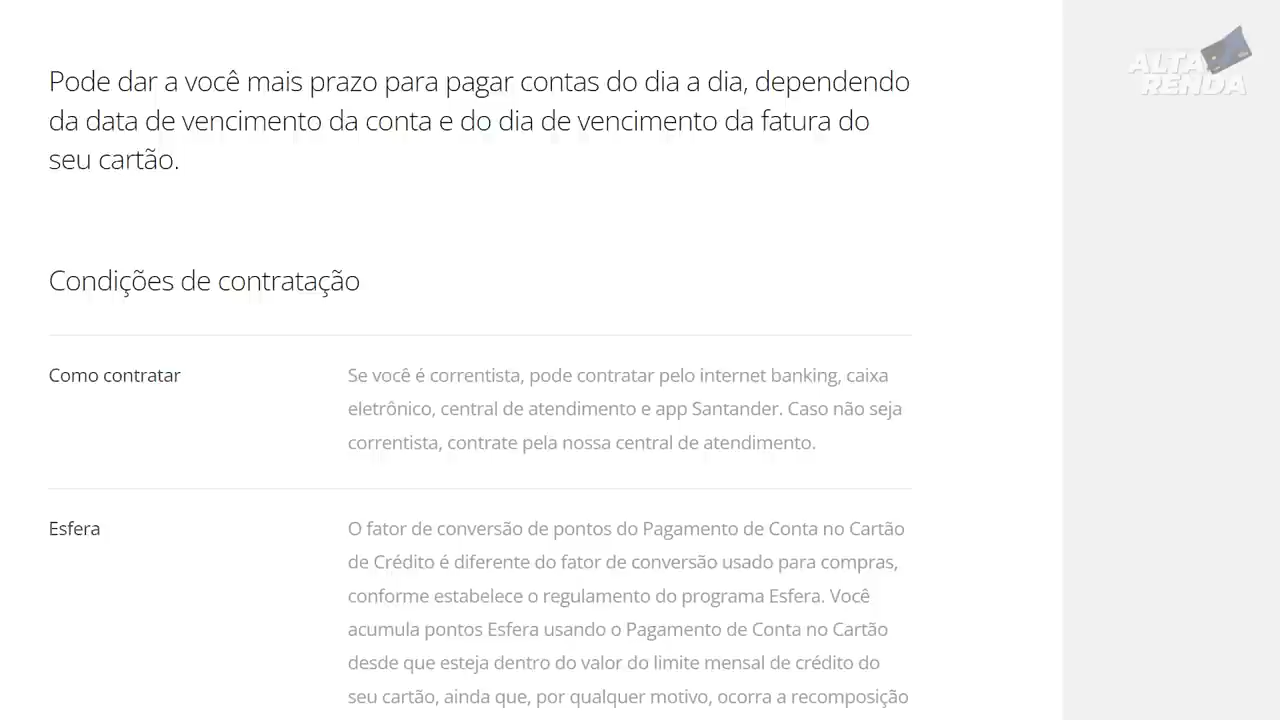 ALTA
RENDA
Pode dar a você mais prazo para pagar contas do dia a dia, dependendo
da data de vencimento da conta e do dia de vencimento da fatura do
seu cartão.
Condições de contratação
Como contratar
Se você é correntista, pode contratar pelo internet banking, caixa
eletrônico, central de atendimento e app Santander. Caso não seja
correntista, contrate pela nossa central de atendimento.
Esfera
O fator de conversão de pontos do Pagamento de Conta no Cartão
de Crédito é diferente do fator de conversão usado para compras,
conforme estabelece o regulamento do programa Esfera. Você
acumula pontos Esfera usando o Pagamento de Conta no Cartão
desde que esteja dentro do valor do limite mensal de crédito do
seu cartão, ainda que, por qualquer motivo, ocorra a recomposição